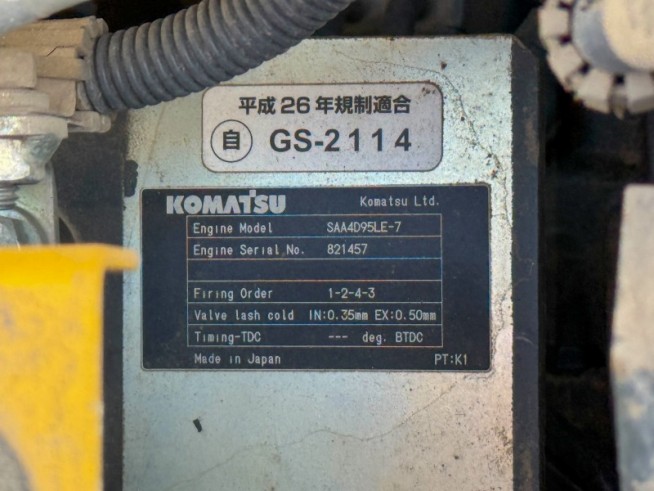 平成26年規制適合
自 GS-2114
KOMATSU Komatsu Ltd.
Engine Model SAA4D95LE-7
Engine Serial No. 821457
Firing Order 1-2-4-3
Valve lash cold IN:0.35mm EX:0.50mm
Timing-TDC --- deg. BTDC
Made in Japan PT:K1